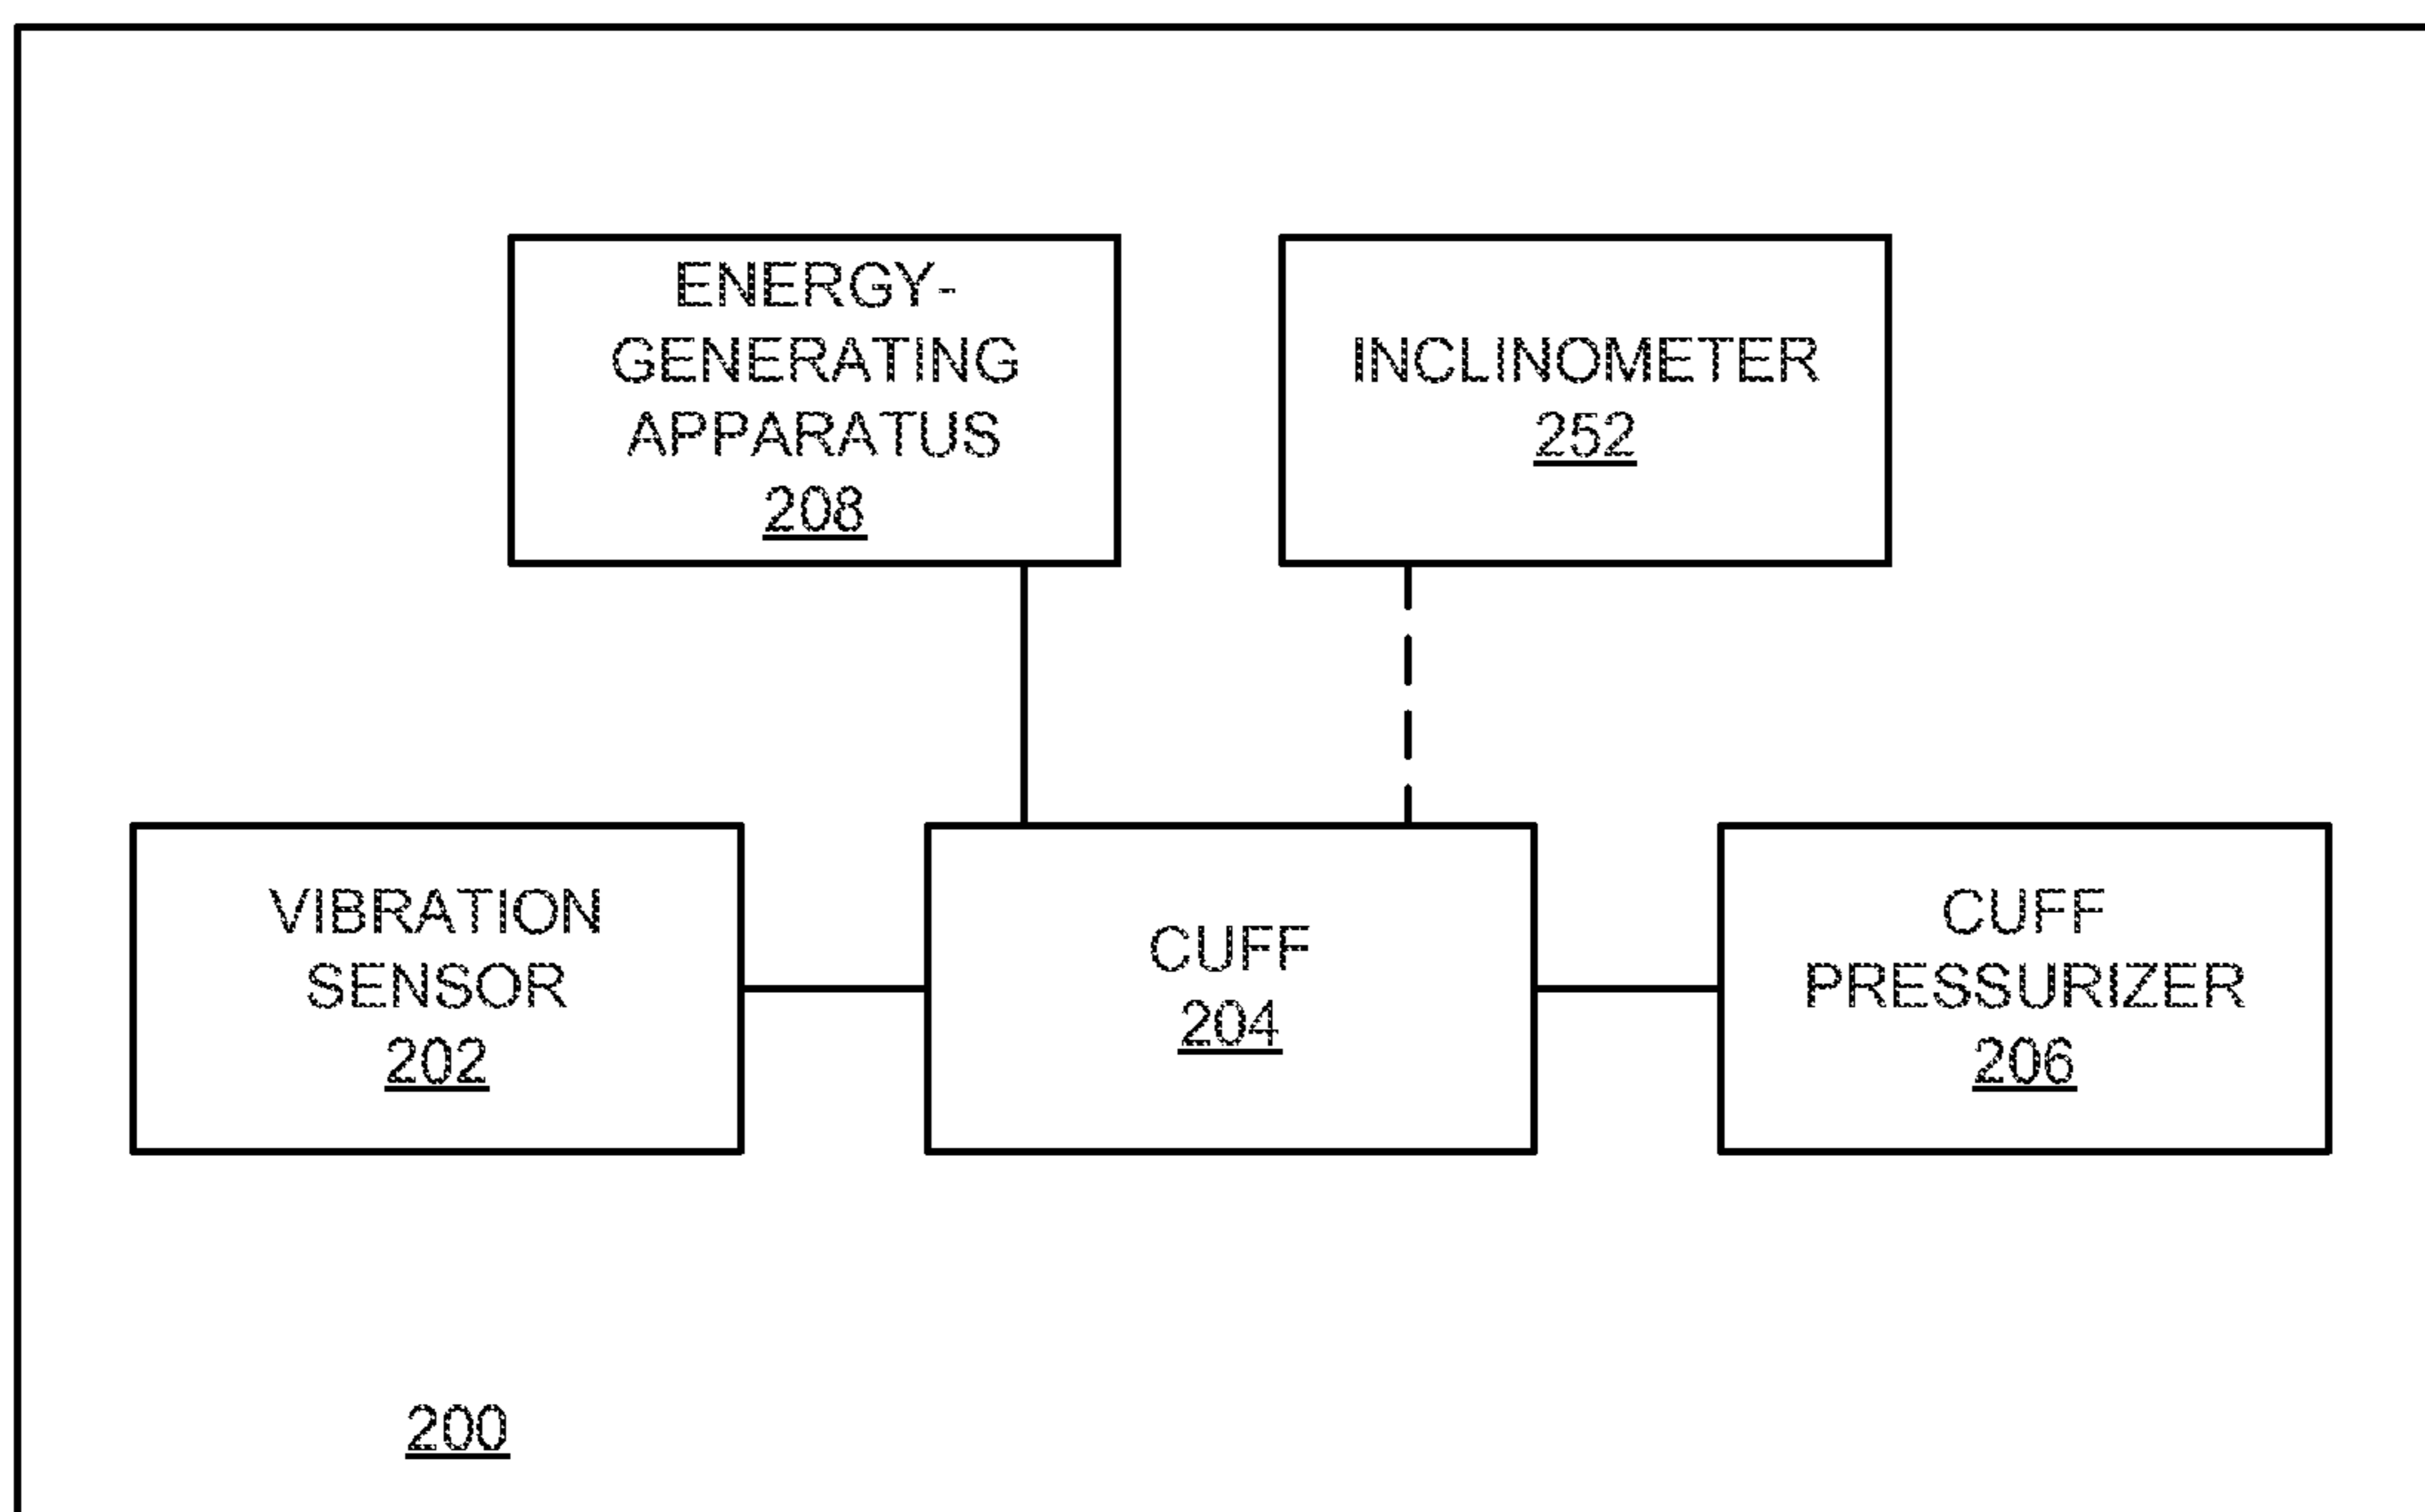 ENERGY-
GENERATING
APPARATUS
208
INCLINOMETER
252
VIBRATION
SENSOR
202
CUFF
204
CUFF
PRESSURIZER
206
200